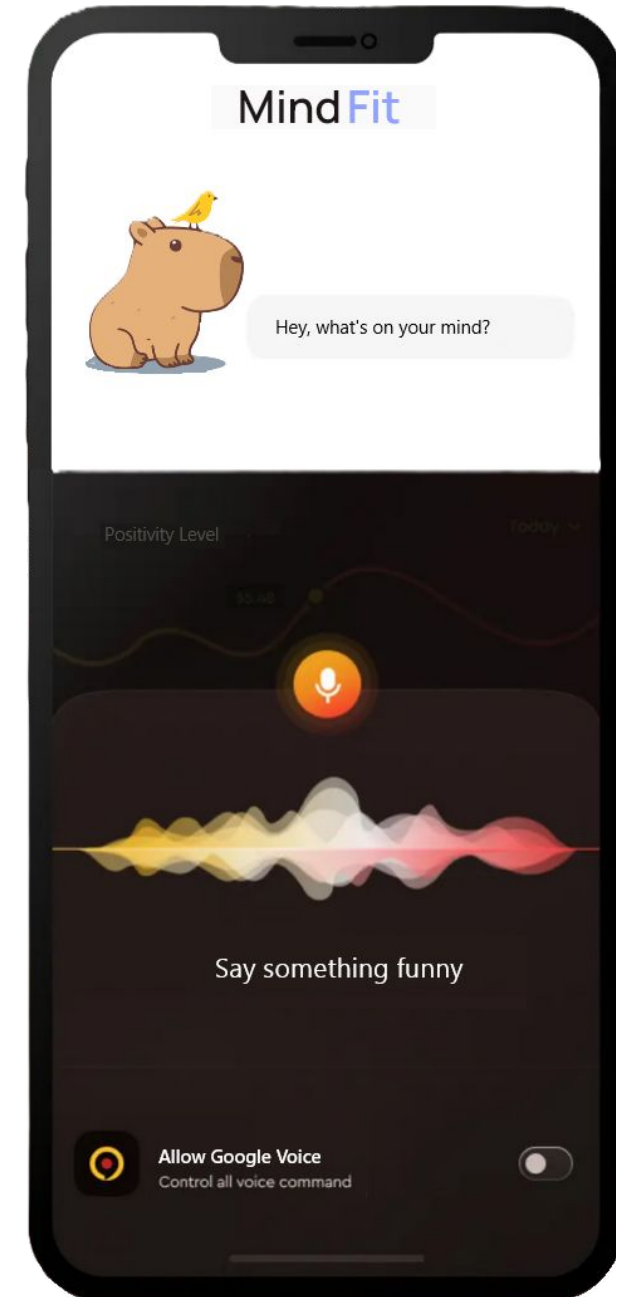 MindFit
Hey, what's on your mind?
Positivity Level
Today
Say something funny
Allow Google Voice
Control all voice command